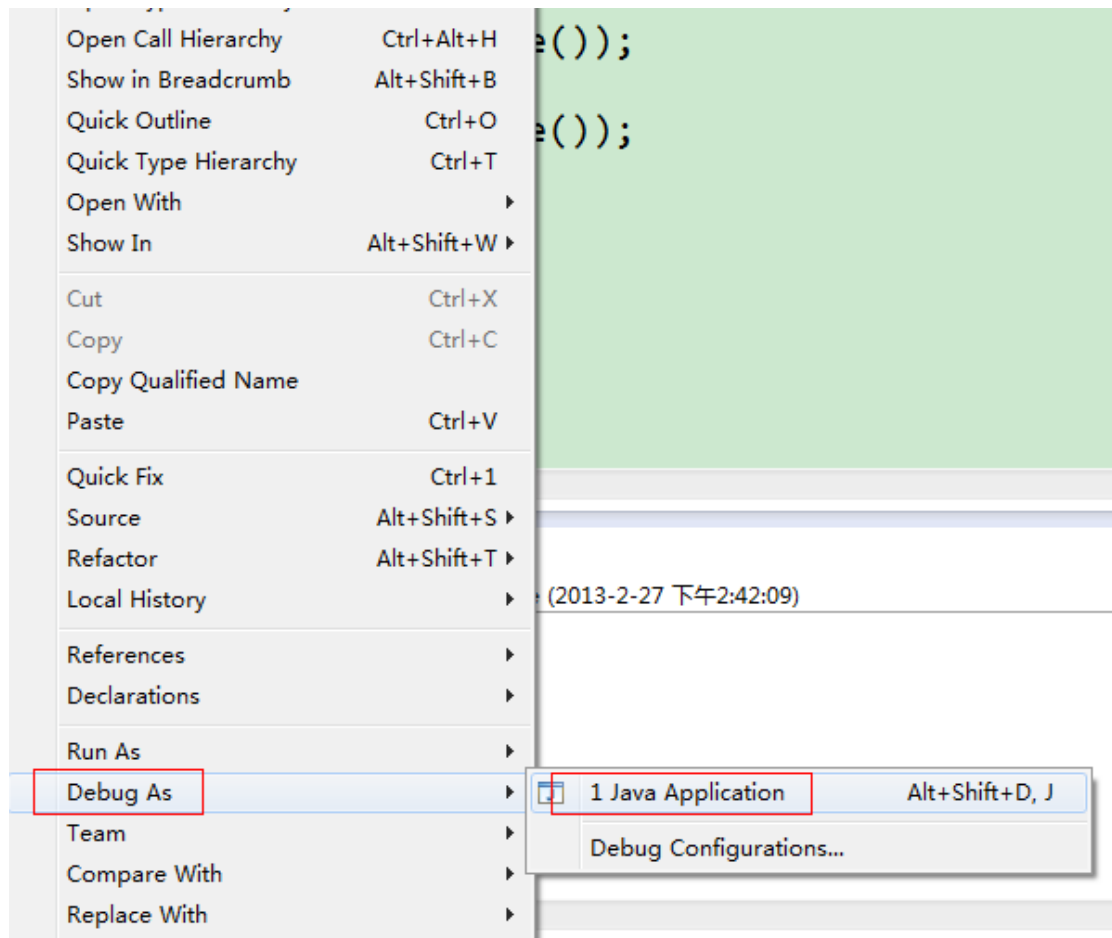 Open Call Hierarchy Ctrl+Alt+H
e());
Show in Breadcrumb Alt+Shift+B
Quick Outline Ctrl+O
e());
Quick Type Hierarchy Ctrl+T
Open With
Show In Alt+Shift+W
Cut Ctrl+X
Copy Ctrl+C
Copy Qualified Name
Paste Ctrl+V
Quick Fix Ctrl+1
Source Alt+Shift+S
Refactor Alt+Shift+T
Local History
(2013-2-27 下午2:42:09)
References
Declarations
Run As
Debug As
1 Java Application Alt+Shift+D, J
Team
Debug Configurations...
Compare With
Replace With